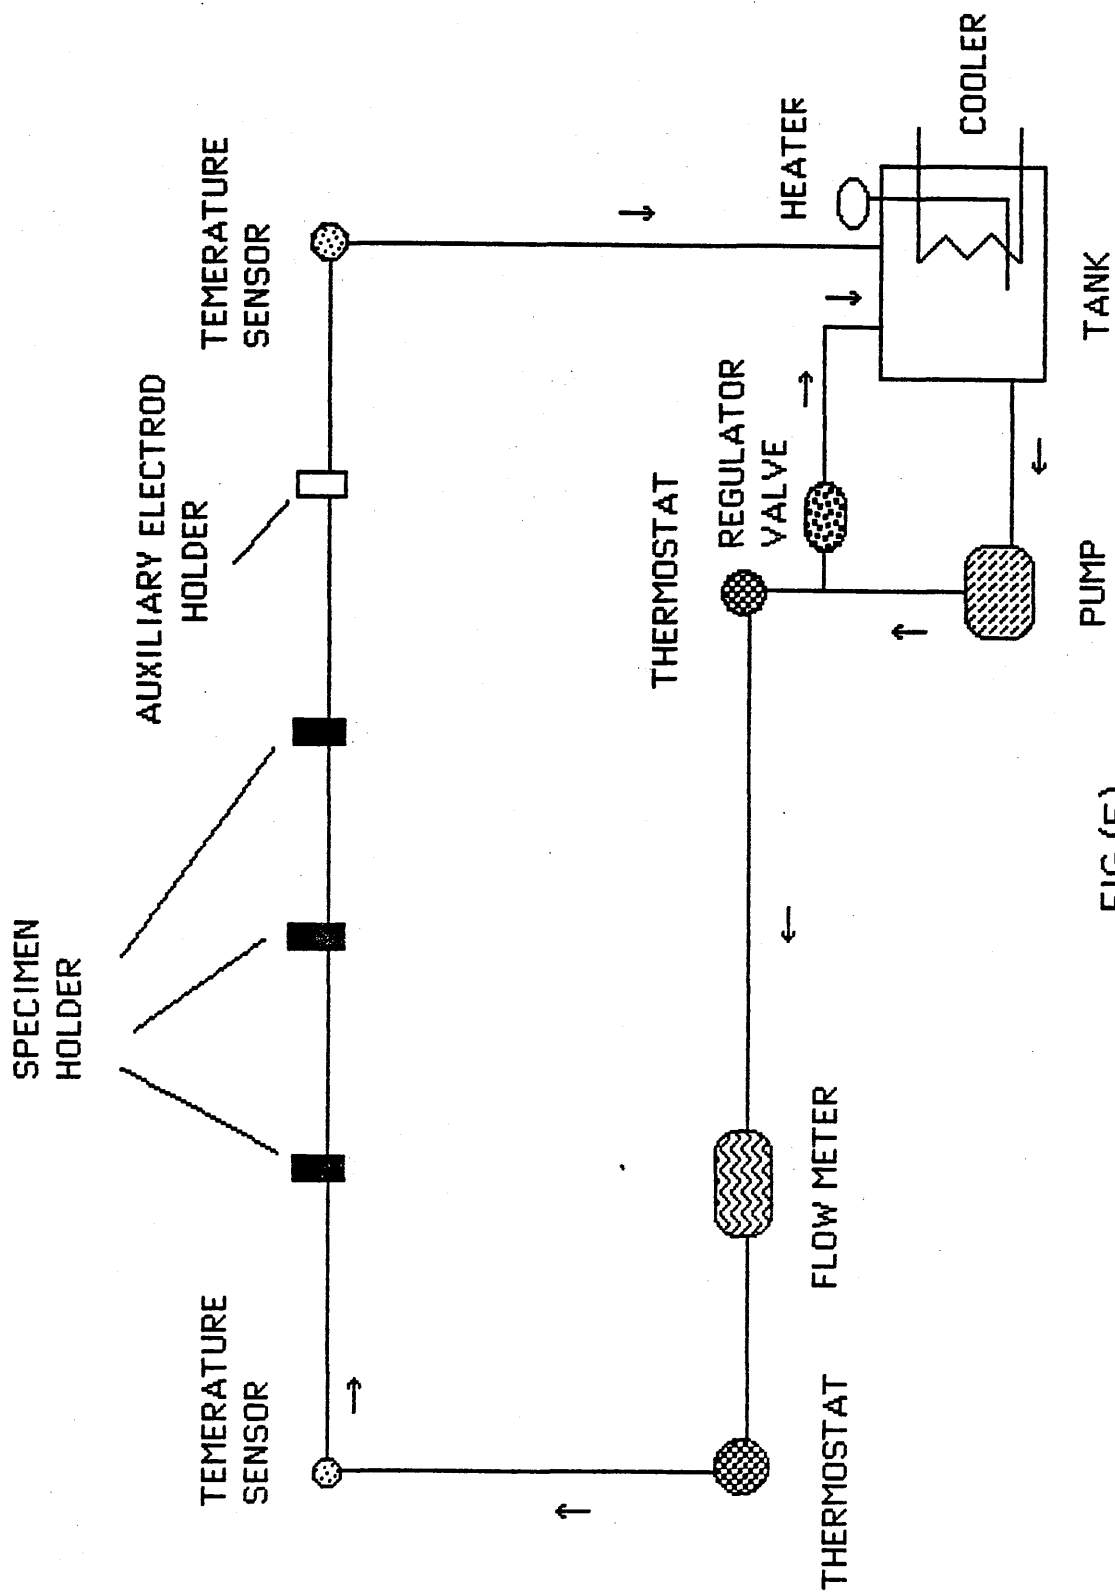 SPECIMEN
HOLDER
AUXILIARY ELECTROD
HOLDER
TEMERATURE
SENSOR
TEMERATURE
SENSOR
THERMOSTAT
REGULATOR
VALVE
HEATER
COOLER
THERMOSTAT
FLOW METER
PUMP
TANK